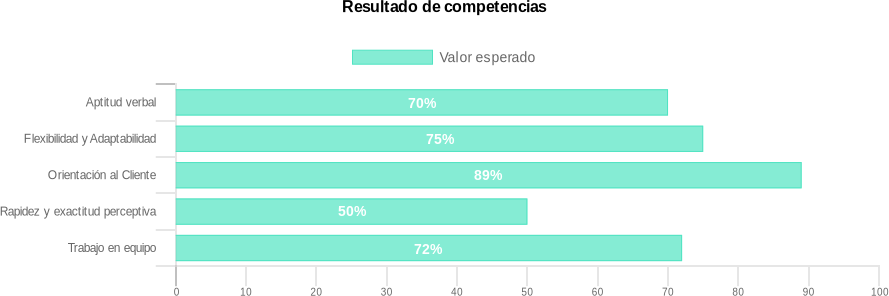 Resultado de competencias
Valor esperado
Aptitud verbal 70%
Flexibilidad y Adaptabilidad 75%
Orientación al Cliente 89%
Rapidez y exactitud perceptiva 50%
Trabajo en equipo 72%
0 10 20 30 40 50 60 70 80 90 100